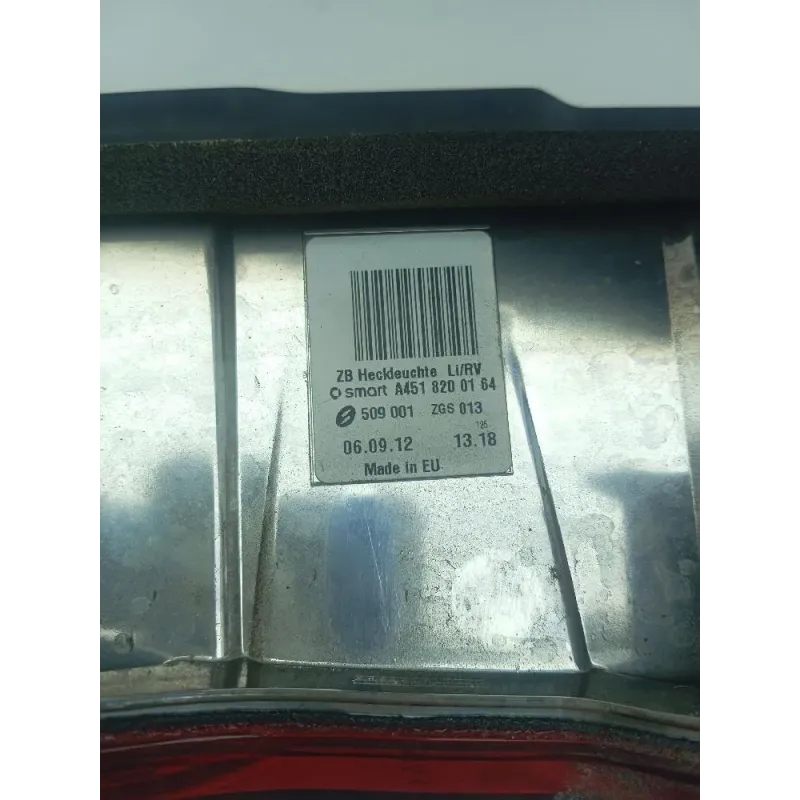 ZB Heckleuchte Li/RV
smart A451 820 01 64
509 001 ZGS 013
135
06.09.12 13.18
Made in EU